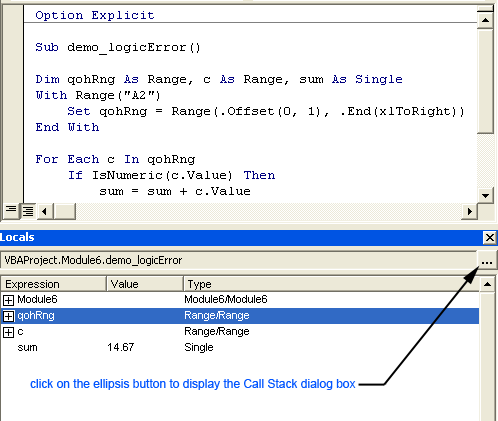 Option Explicit
Sub demo_logicError()
Dim qohRng As Range, c As Range, sum As Single
With Range("A2")
Set qohRng = Range(.Offset(0, 1), .End(xlToRight))
End With
For Each c In qohRng
If IsNumeric(c.Value) Then
sum = sum + c.Value
Locals
VBAProject.Module6.demo_logicError ...
Expression Value Type
Module6 Module6/Module6
qohRng Range/Range
c Range/Range
sum 14.67 Single
click on the ellipsis button to display the Call Stack dialog box